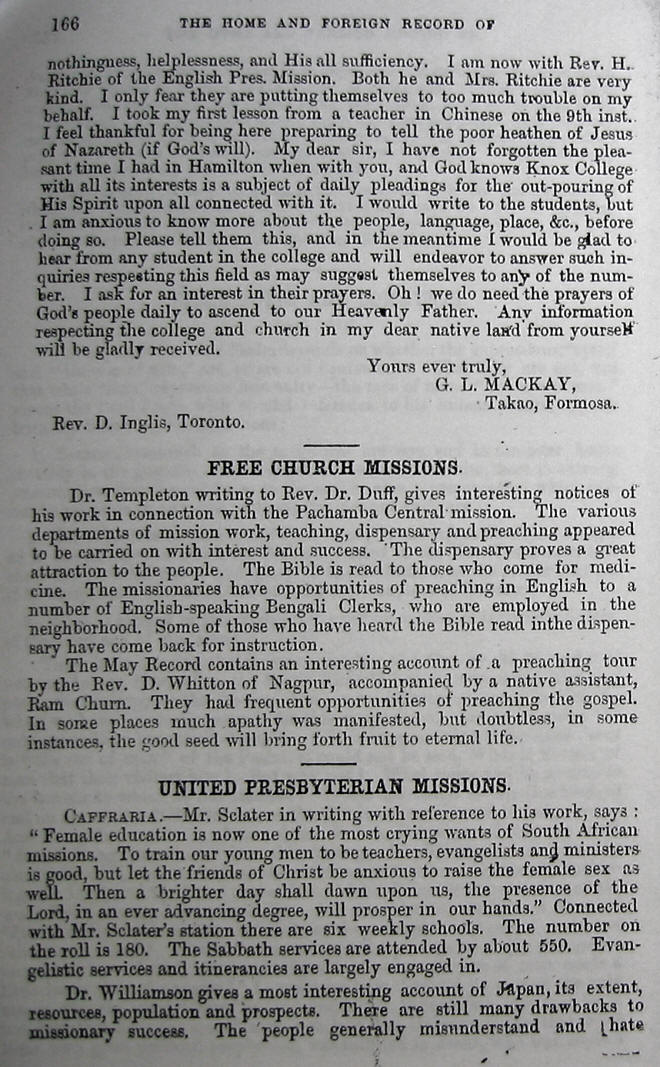 166 THE HOME AND FOREIGN RECORD OF
nothingness, helplessness, and His all sufficiency. I am now with Rev. H.
Ritchie of the English Pres. Mission. Both he and Mrs. Ritchie are very
kind. I only fear they are putting themselves to too much trouble on my
behalf. I took my first lesson from a teacher in Chinese on the 9th inst.
I feel thankful for being here preparing to tell the poor heathen of Jesus
of Nazareth (if God's will). My dear sir, I have not forgotten the plea-
sant time I had in Hamilton when with you, and God knows Knox College
with all its interests is a subject of daily pleadings for the out-pouring of
His Spirit upon all connected with it. I would write to the students, but
I am anxious to know more about the people, language, place, &c., before
doing so. Please tell them this, and in the meantime I would be glad to
hear from any student in the college and will endeavor to answer such in-
quiries respesting this field as may suggest themselves to any of the num-
ber. I ask for an interest in their prayers. Oh ! we do need the prayers of
God's people daily to ascend to our Heavenly Father. Any information
respecting the college and church in my dear native land from yourself
will be gladly received.
Yours ever truly,
G. L. MACKAY,
Takao, Formosa.
Rev. D. Inglis, Toronto.
FREE CHURCH MISSIONS.
Dr. Templeton writing to Rev. Dr. Duff, gives interesting notices of
his work in connection with the Pachamba Central mission. The various
departments of mission work, teaching, dispensary and preaching appeared
to be carried on with interest and success. The dispensary proves a great
attraction to the people. The Bible is read to those who come for medi-
cine. The missionaries have opportunities of preaching in English to a
number of English-speaking Bengali Clerks, who are employed in the
neighborhood. Some of those who have heard the Bible read inthe dispen-
sary have come back for instruction.
The May Record contains an interesting account of a preaching tour
by the Rev. D. Whitton of Nagpur, accompanied by a native assistant,
Ram Churn. They had frequent opportunities of preaching the gospel.
In some places much apathy was manifested, but doubtless, in some
instances, the good seed will bring forth fruit to eternal life.
UNITED PRESBYTERIAN MISSIONS.
CAFFRARIA.—Mr. Sclater in writing with reference to his work, says :
" Female education is now one of the most crying wants of South African
missions. To train our young men to be teachers, evangelists and ministers
is good, but let the friends of Christ be anxious to raise the female sex as
well. Then a brighter day shall dawn upon us, the presence of the
Lord, in an ever advancing degree, will prosper in our hands." Connected
with Mr. Sclater's station there are six weekly schools. The number on
the roll is 180. The Sabbath services are attended by about 550. Evan-
gelistic services and itinerancies are largely engaged in.
Dr. Williamson gives a most interesting account of Japan, its extent,
resources, population and prospects. There are still many drawbacks to
missionary success. The people generally misunderstand and hate